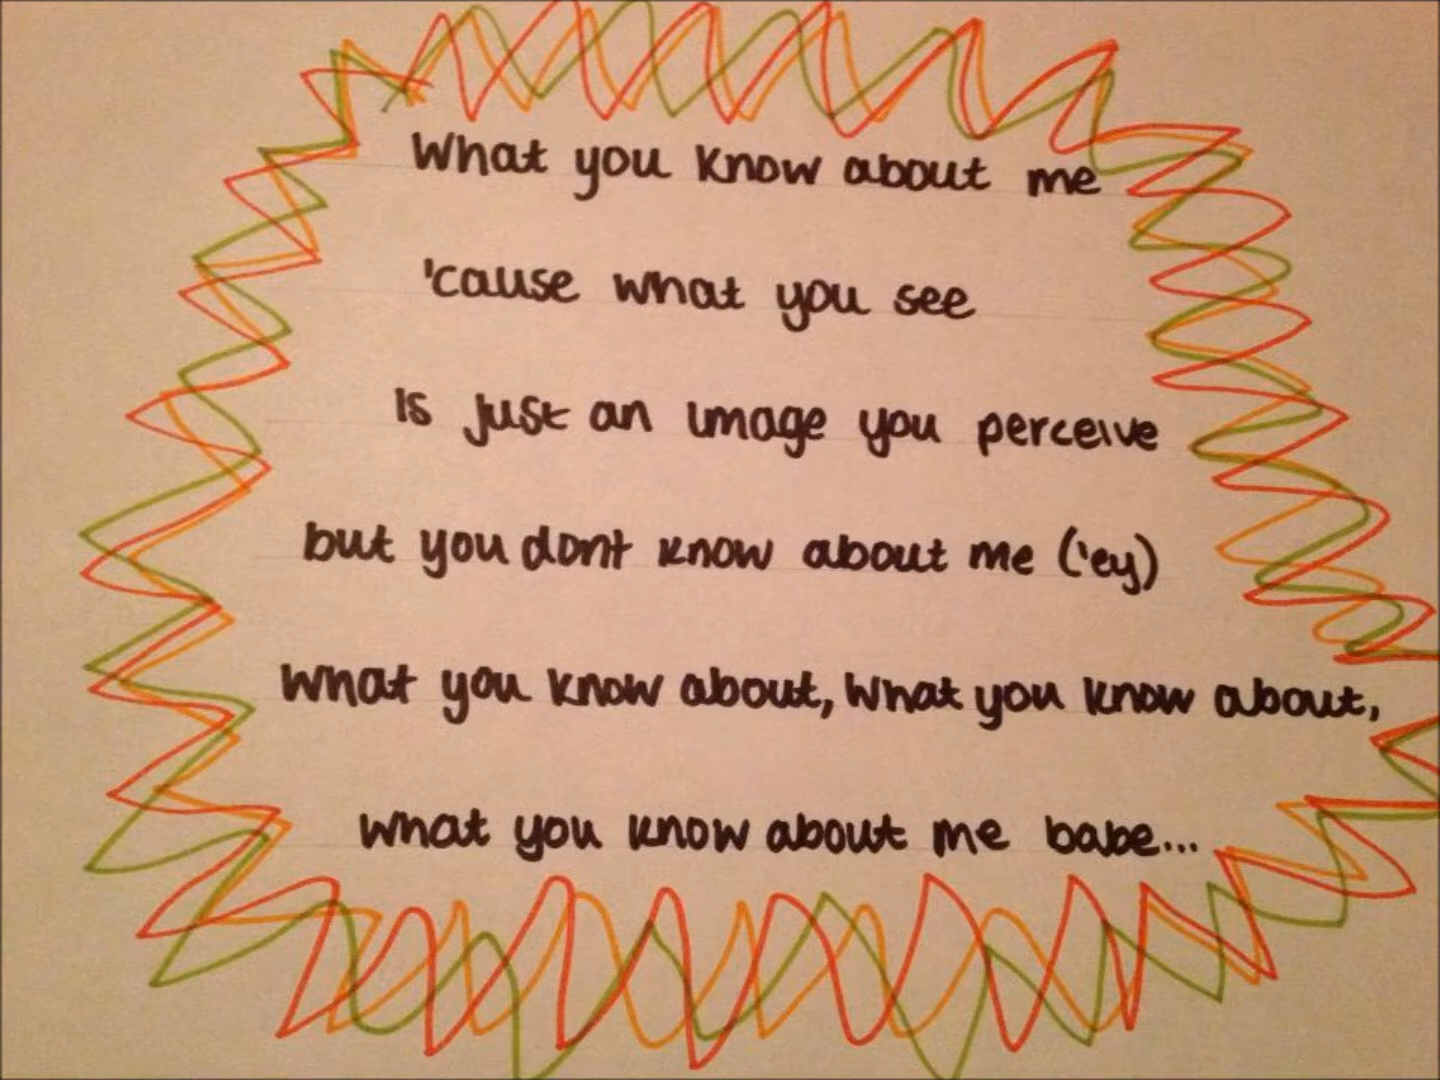 What you know about me
'cause what you see
Is just an image you perceive
but you dont know about me ('ey)
What you know about, What you know about,
what you know about me babe...